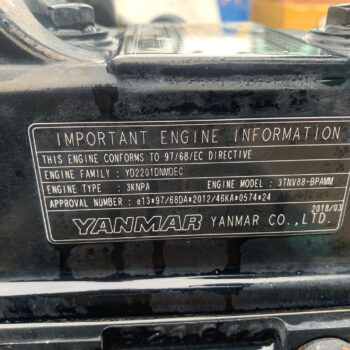 IMPORTANT ENGINE INFORMATION
THIS ENGINE CONFORMS TO 97/68/EC DIRECTIVE
ENGINE FAMILY : YD2201DNMDEC
ENGINE TYPE : 3KNPA ENGINE MODEL : 3TNV88-BPAMM
APPROVAL NUMBER : e13*97/68DA*2012/46KA*0574*24
2018/03
YANMAR YANMAR CO.,LTD.